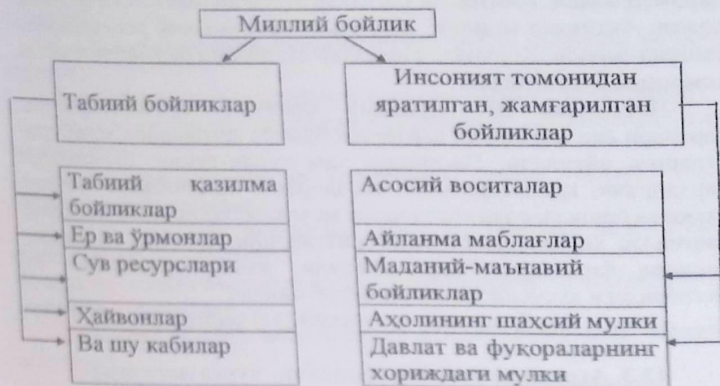 Миллий бойлик
Табиий бойликлар
Инсоният томонидан
яратилган, жамғарилган
бойликлар
Табиий қазилма
бойликлар
Ер ва ўрмонлар
Сув ресурслари
Ҳайвонлар
Ва шу кабилар
Асосий воситалар
Айланма маблағлар
Маданий-маънавий
бойликлар
Аҳолининг шахсий мулки
Давлат ва фуқораларнинг
хориждаги мулки